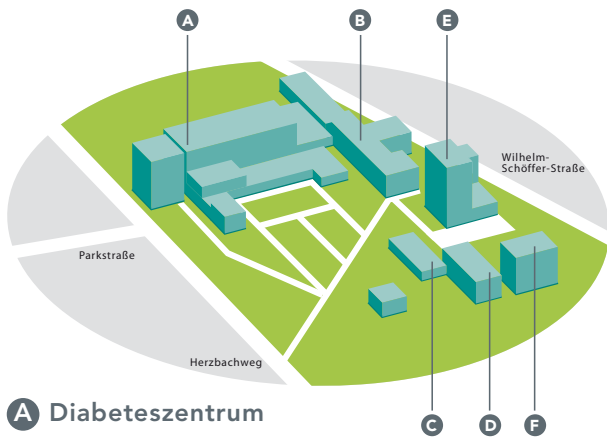 A
B
E
Wilhelm-
Schöffer-Straße
Parkstraße
Herzbachweg
A Diabeteszentrum
C
D
F